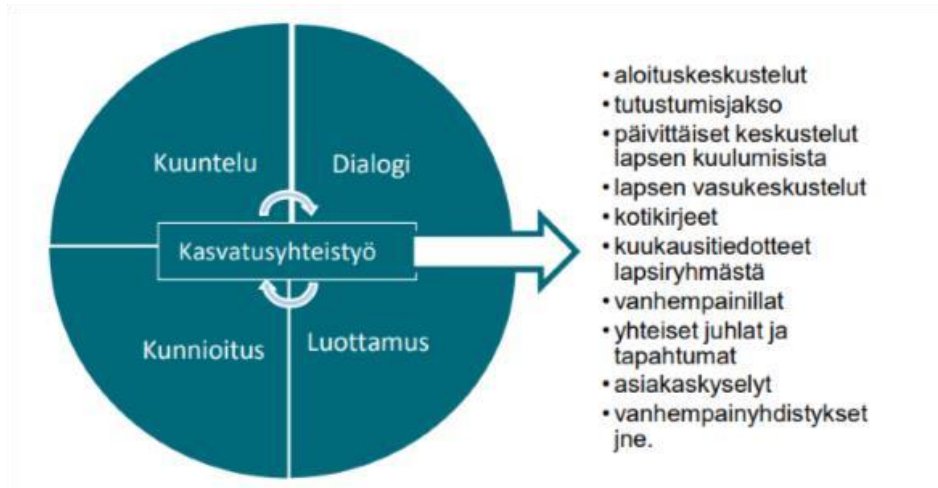 Kuuntelu
Dialogi
Kasvatusyhteistyö
Kunnioitus
Luottamus
• aloituskeskustelut
• tutustumisjakso
• päivittäiset keskustelut
lapsen kuulumisista
• lapsen vasukeskustelut
• kotikirjeet
• kuukausitiedotteet
lapsiryhmästä
• vanhempainillat
• yhteiset juhlat ja
tapahtumat
• asiakaskyselyt
• vanhempainyhdistykset
jne.